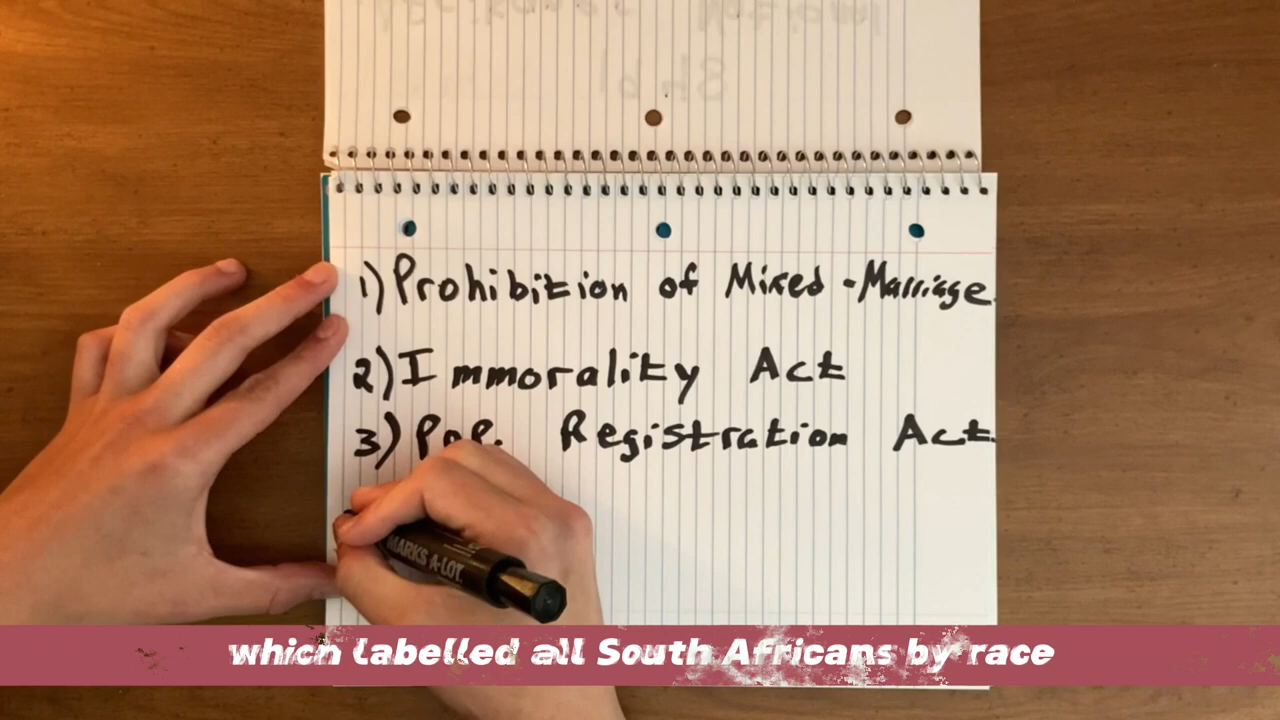 1) Prohibition of Mixed-Marriage
2) Immorality Act
3) Pop. Registration Act
MARKS A-LOT
which labelled all South Africans by race